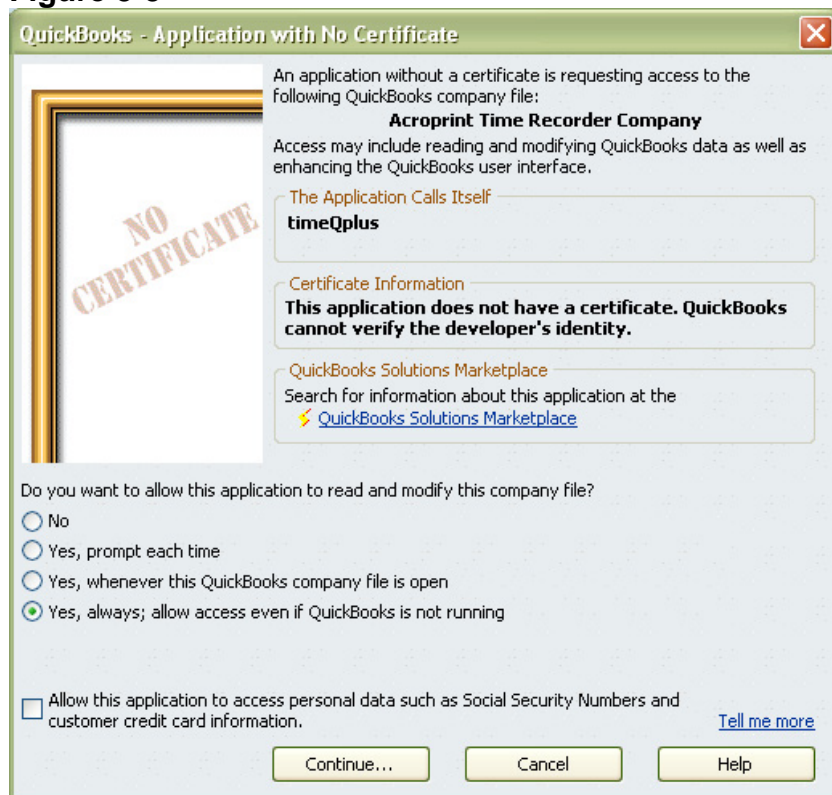 QuickBooks - Application with No Certificate
An application without a certificate is requesting access to the
following QuickBooks company file:
Acroprint Time Recorder Company
Access may include reading and modifying QuickBooks data as well as
enhancing the QuickBooks user interface.
NO
CERTIFICATE
The Application Calls Itself
timeQplus
Certificate Information
This application does not have a certificate. QuickBooks
cannot verify the developer's identity.
QuickBooks Solutions Marketplace
Search for information about this application at the
QuickBooks Solutions Marketplace
Do you want to allow this application to read and modify this company file?
No
Yes, prompt each time
Yes, whenever this QuickBooks company file is open
Yes, always; allow access even if QuickBooks is not running
Allow this application to access personal data such as Social Security Numbers and
customer credit card information.
Tell me more
Continue...
Cancel
Help